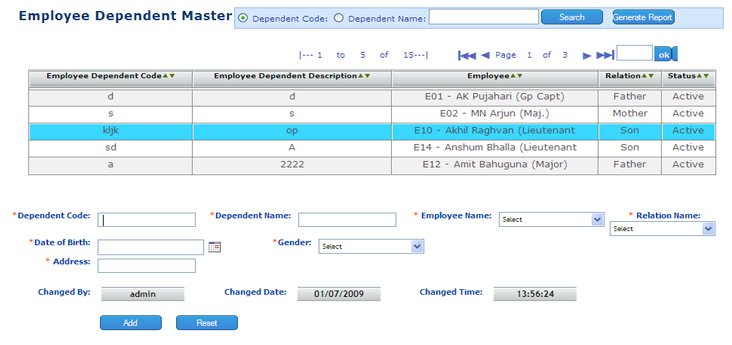 Employee Dependent Master Dependent Code: Dependent Name: Search Generate Report
|--- 1 to 5 of 15---| Page 1 of 3 ok
Employee Dependent Code Employee Dependent Description Employee Relation Status
d d E01 - AK Pujahari (Gp Capt) Father Active
s s E02 - MN Arjun (Maj.) Mother Active
kljk op E10 - Akhil Raghvan (Lieutenant Son Active
sd A E14 - Anshum Bhalla (Lieutenant Son Active
a 2222 E12 - Amit Bahuguna (Major) Father Active
*Dependent Code: *Dependent Name: * Employee Name: Select * Relation Name:
Select
*Date of Birth: *Gender: Select
* Address:
Changed By: admin Changed Date: 01/07/2009 Changed Time: 13:56:24
Add Reset